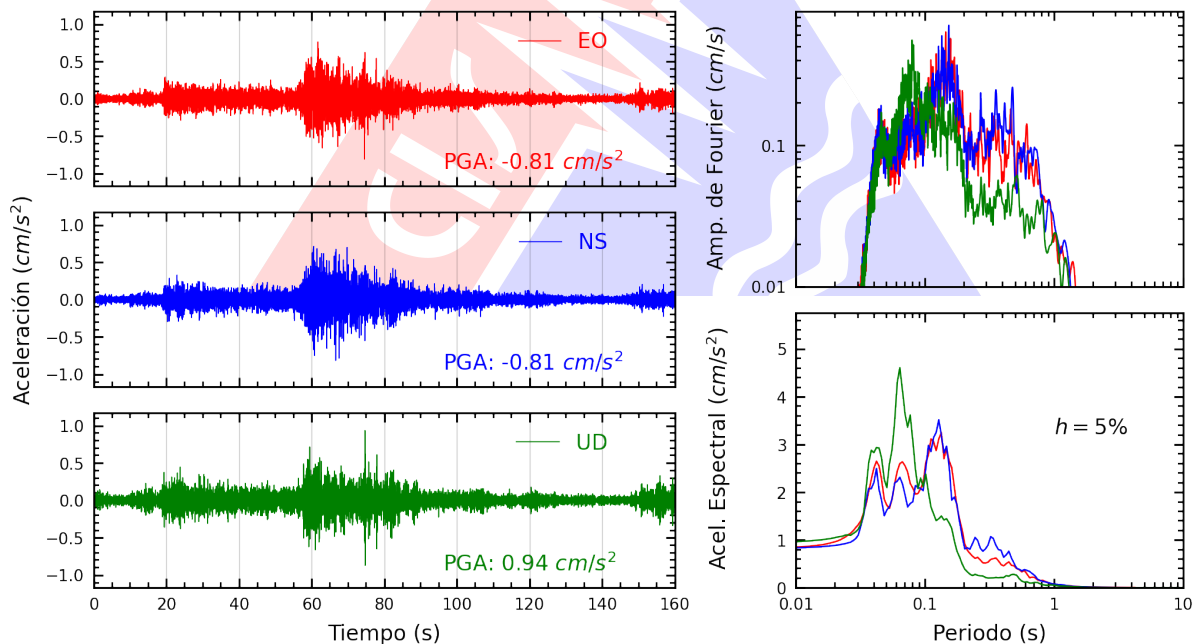 Aceleración (cm/s²)
1.0
0.5
0.0
−0.5
−1.0
EO
PGA: -0.81 cm/s²
1.0
0.5
0.0
−0.5
−1.0
NS
PGA: -0.81 cm/s²
1.0
0.5
0.0
−0.5
−1.0
UD
PGA: 0.94 cm/s²
0 20 40 60 80 100 120 140 160
Tiempo (s)
Amp. de Fourier (cm/s)
0.1
0.01
Acel. Espectral (cm/s²)
5
4
3
2
1
0
h = 5%
0.01 0.1 1 10
Periodo (s)